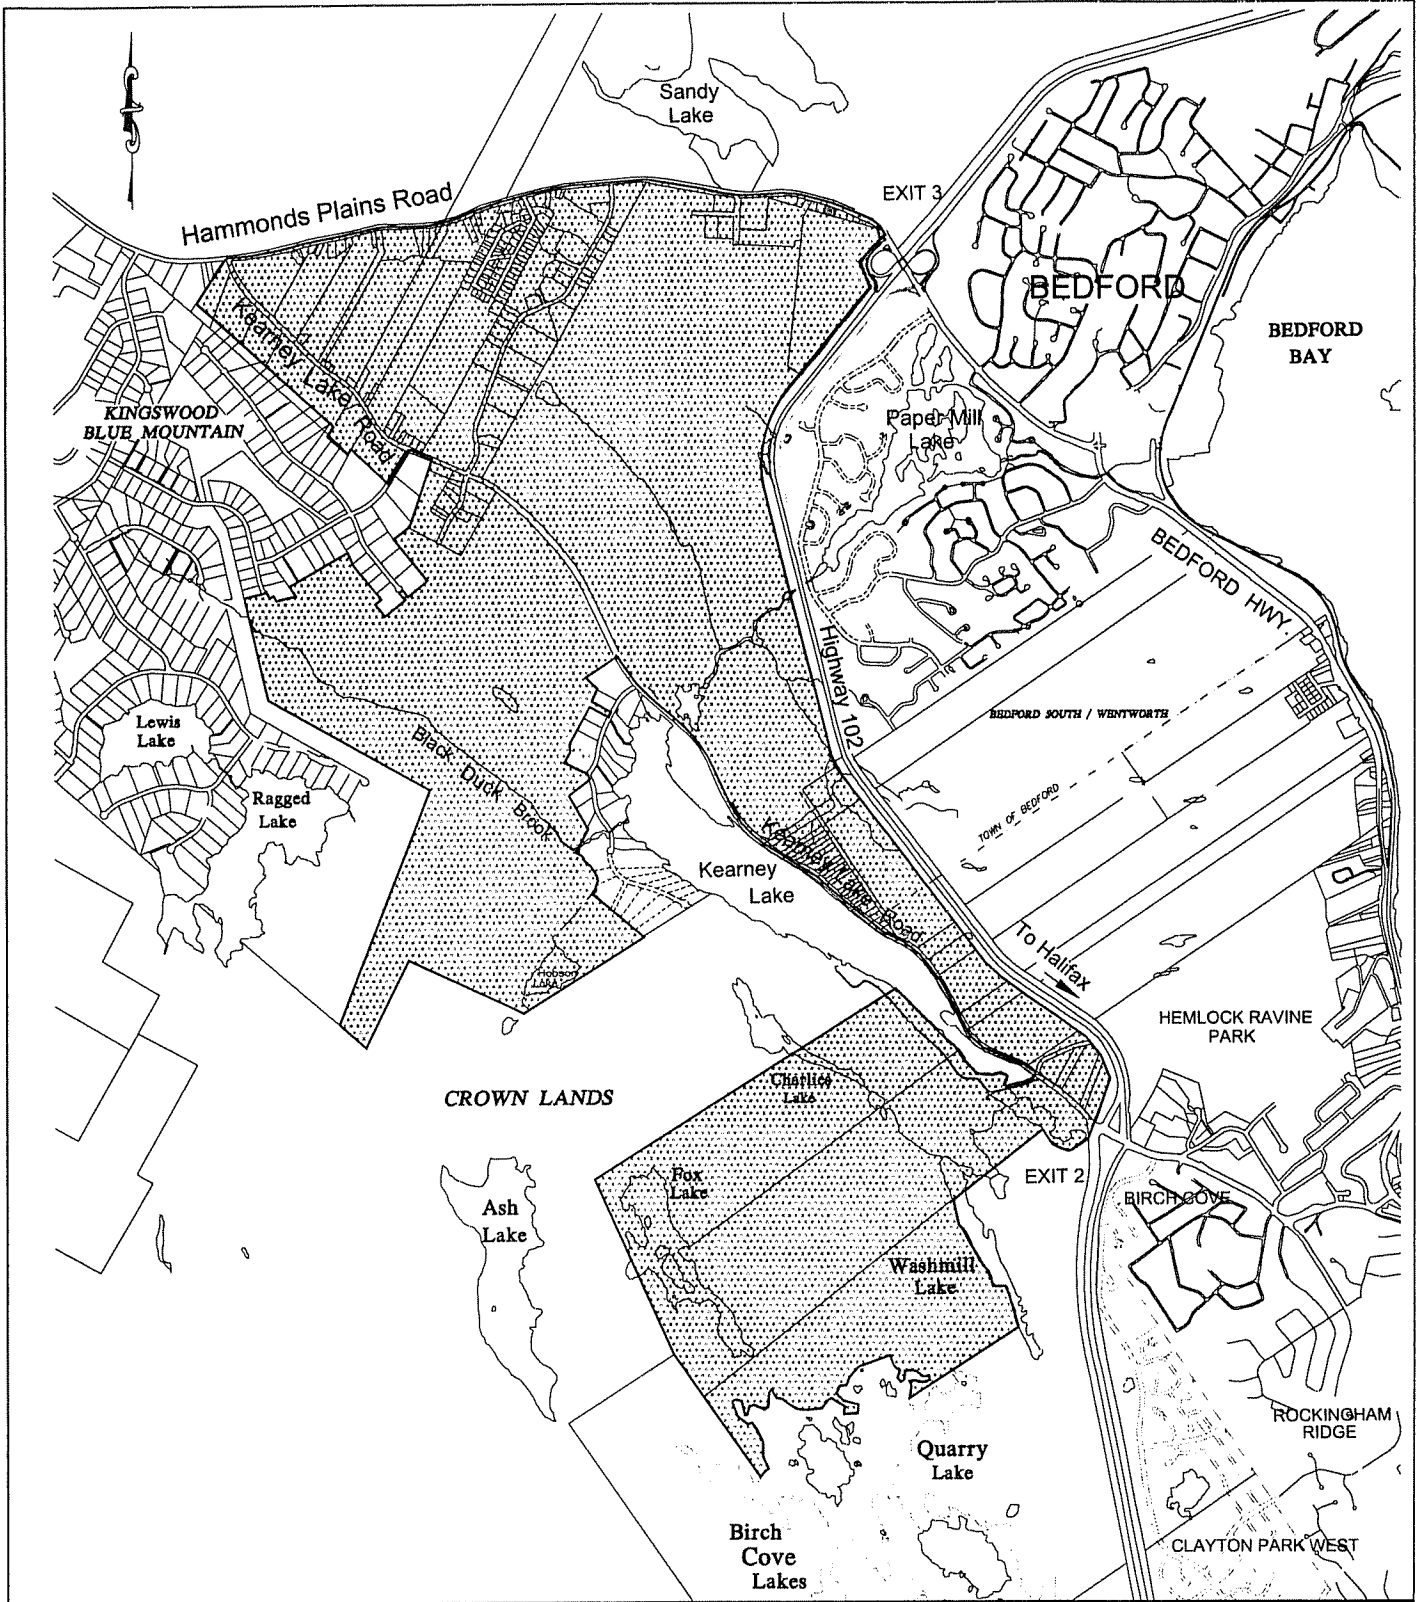 Sandy
Lake
EXIT 3
Hammonds Plains Road
BEDFORD
BEDFORD
BAY
Kearney Lake Road
KINGSWOOD
BLUE MOUNTAIN
Paper Mill
Lake
BEDFORD HWY.
Highway 102
BEDFORD SOUTH / WENTWORTH
Lewis
Lake
Black Duck Brook
Ragged
Lake
TOWN OF BEDFORD
Kearney Lake Road
Kearney
Lake
To Halifax
Hobson
LAKE
HEMLOCK RAVINE
PARK
CROWN LANDS
Charlies
Lake
Fox
Lake
EXIT 2
BIRCH COVE
Ash
Lake
Washmill
Lake
ROCKINGHAM
RIDGE
Quarry
Lake
Birch
Cove
Lakes
CLAYTON PARK WEST